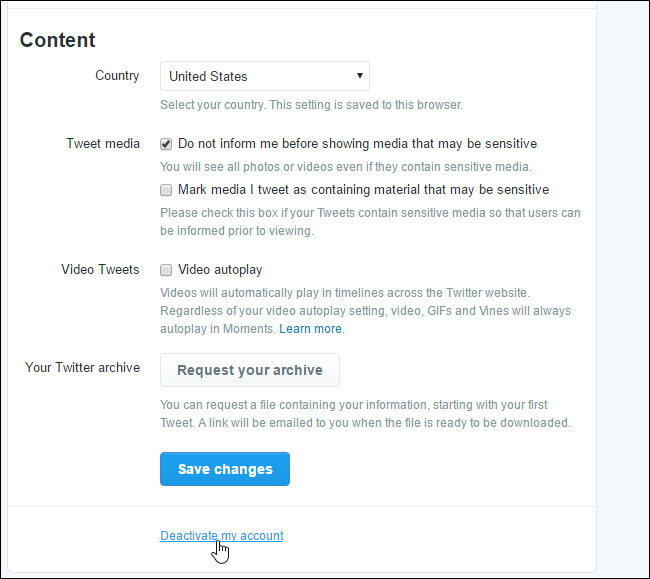 Content
Country
United States
Select your country. This setting is saved to this browser.
Tweet media
Do not inform me before showing media that may be sensitive
You will see all photos or videos even if they contain sensitive media.
Mark media I tweet as containing material that may be sensitive
Please check this box if your Tweets contain sensitive media so that users can
be informed prior to viewing.
Video Tweets
Video autoplay
Videos will automatically play in timelines across the Twitter website.
Regardless of your video autoplay setting, video, GIFs and Vines will always
autoplay in Moments. Learn more.
Your Twitter archive
Request your archive
You can request a file containing your information, starting with your first
Tweet. A link will be emailed to you when the file is ready to be downloaded.
Save changes
Deactivate my account